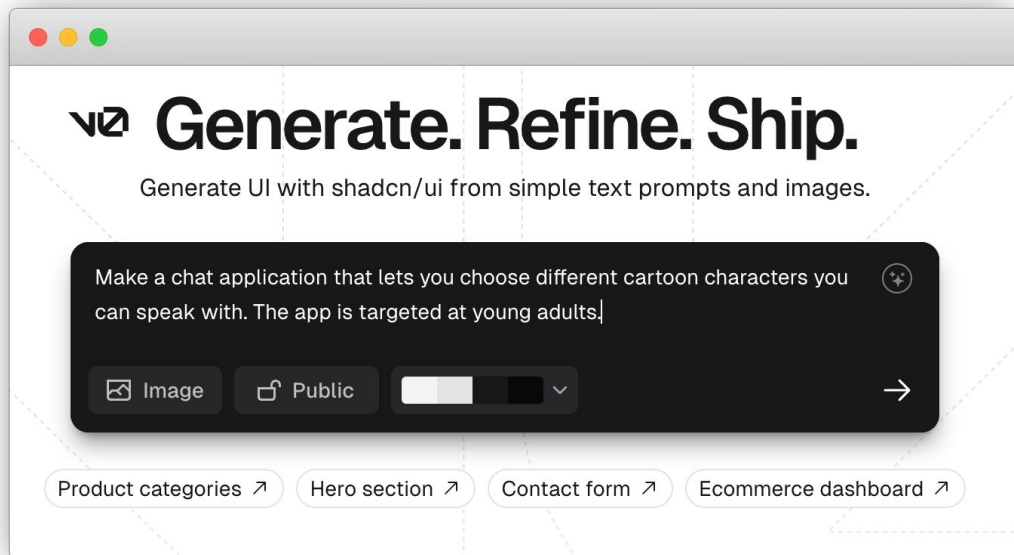 v0 Generate. Refine. Ship.
Generate UI with shadcn/ui from simple text prompts and images.
Make a chat application that lets you choose different cartoon characters you
can speak with. The app is targeted at young adults.
Image Public
Product categories Hero section Contact form Ecommerce dashboard